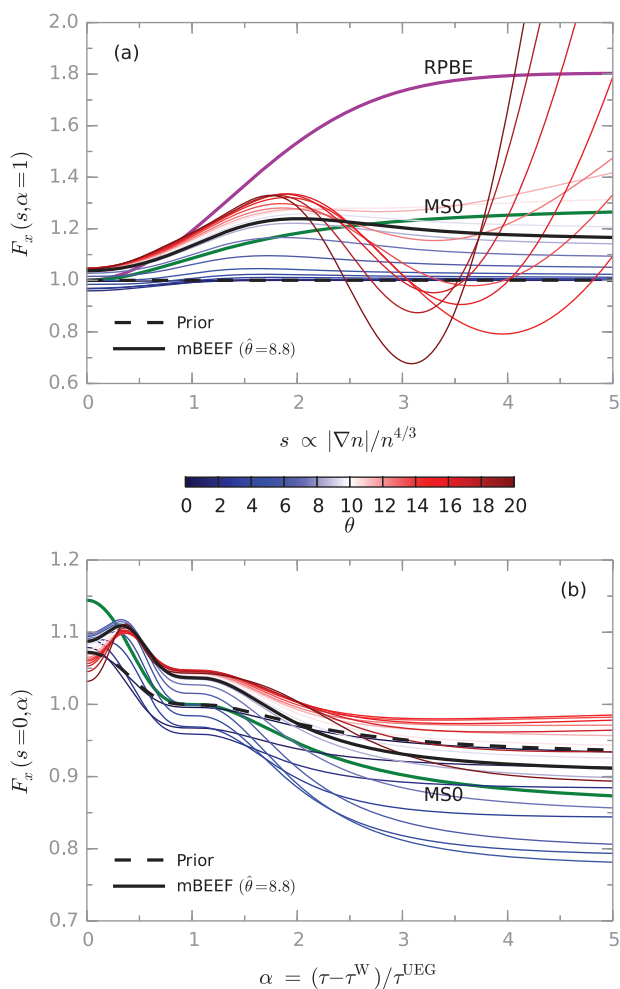 2.0
(a)
RPBE
1.8
1.6
1.4
MS0
1.2
1.0
Prior
0.8
mBEEF (θ̂=8.8)
0.6
F_x(s,α=1)
0 1 2 3 4 5
s ∝ |∇n|/n^{4/3}
0 2 4 6 8 10 12 14 16 18 20
θ
1.2
(b)
1.1
1.0
0.9
MS0
0.8
Prior
mBEEF (θ̂=8.8)
0.7
F_x(s=0,α)
0 1 2 3 4 5
α = (τ−τ^W)/τ^{UEG}